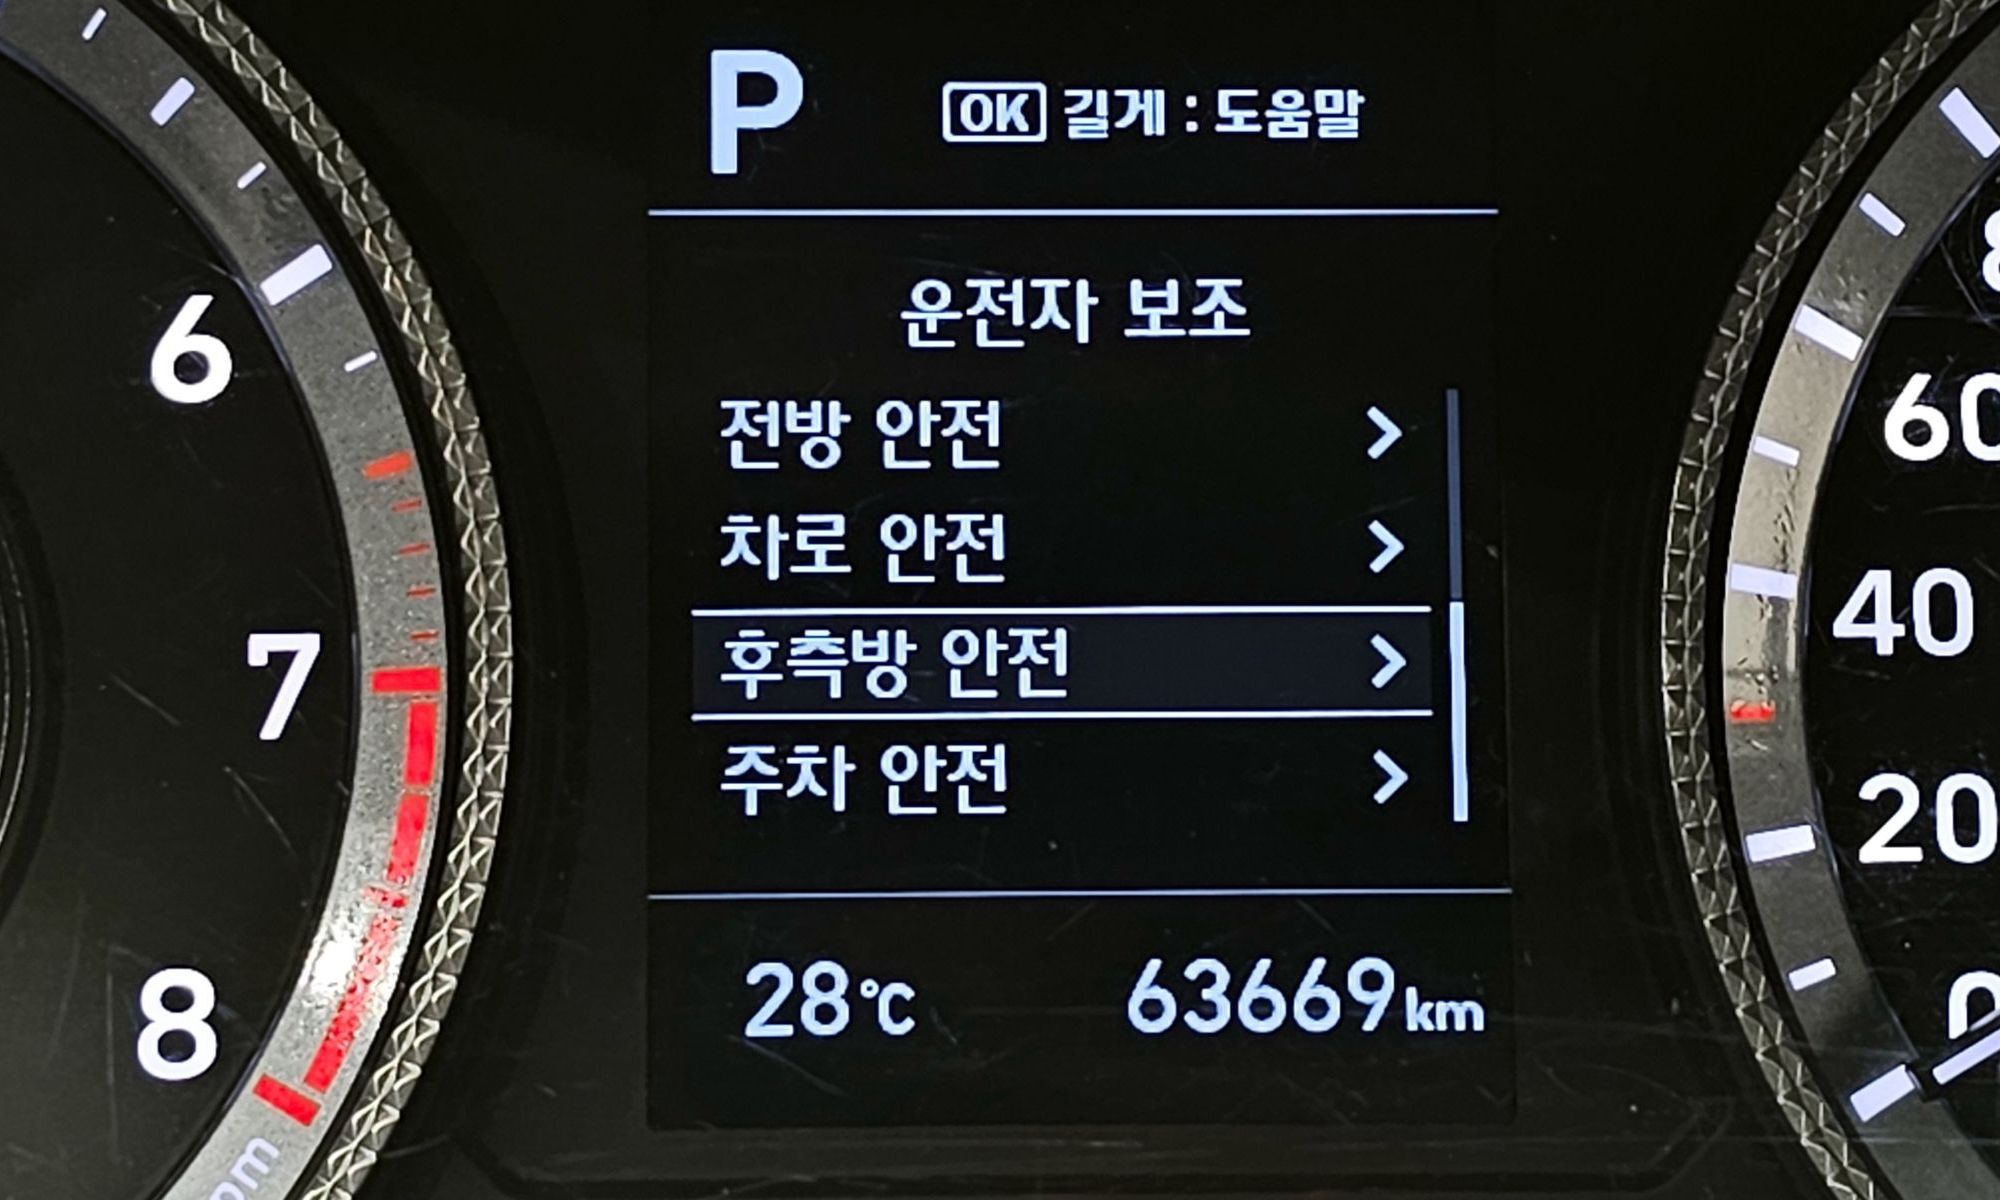 P
OK 길게 : 도움말
운전자 보조
전방 안전
차로 안전
후측방 안전
주차 안전
28℃ 63669km
6
7
8
60
40
20
0